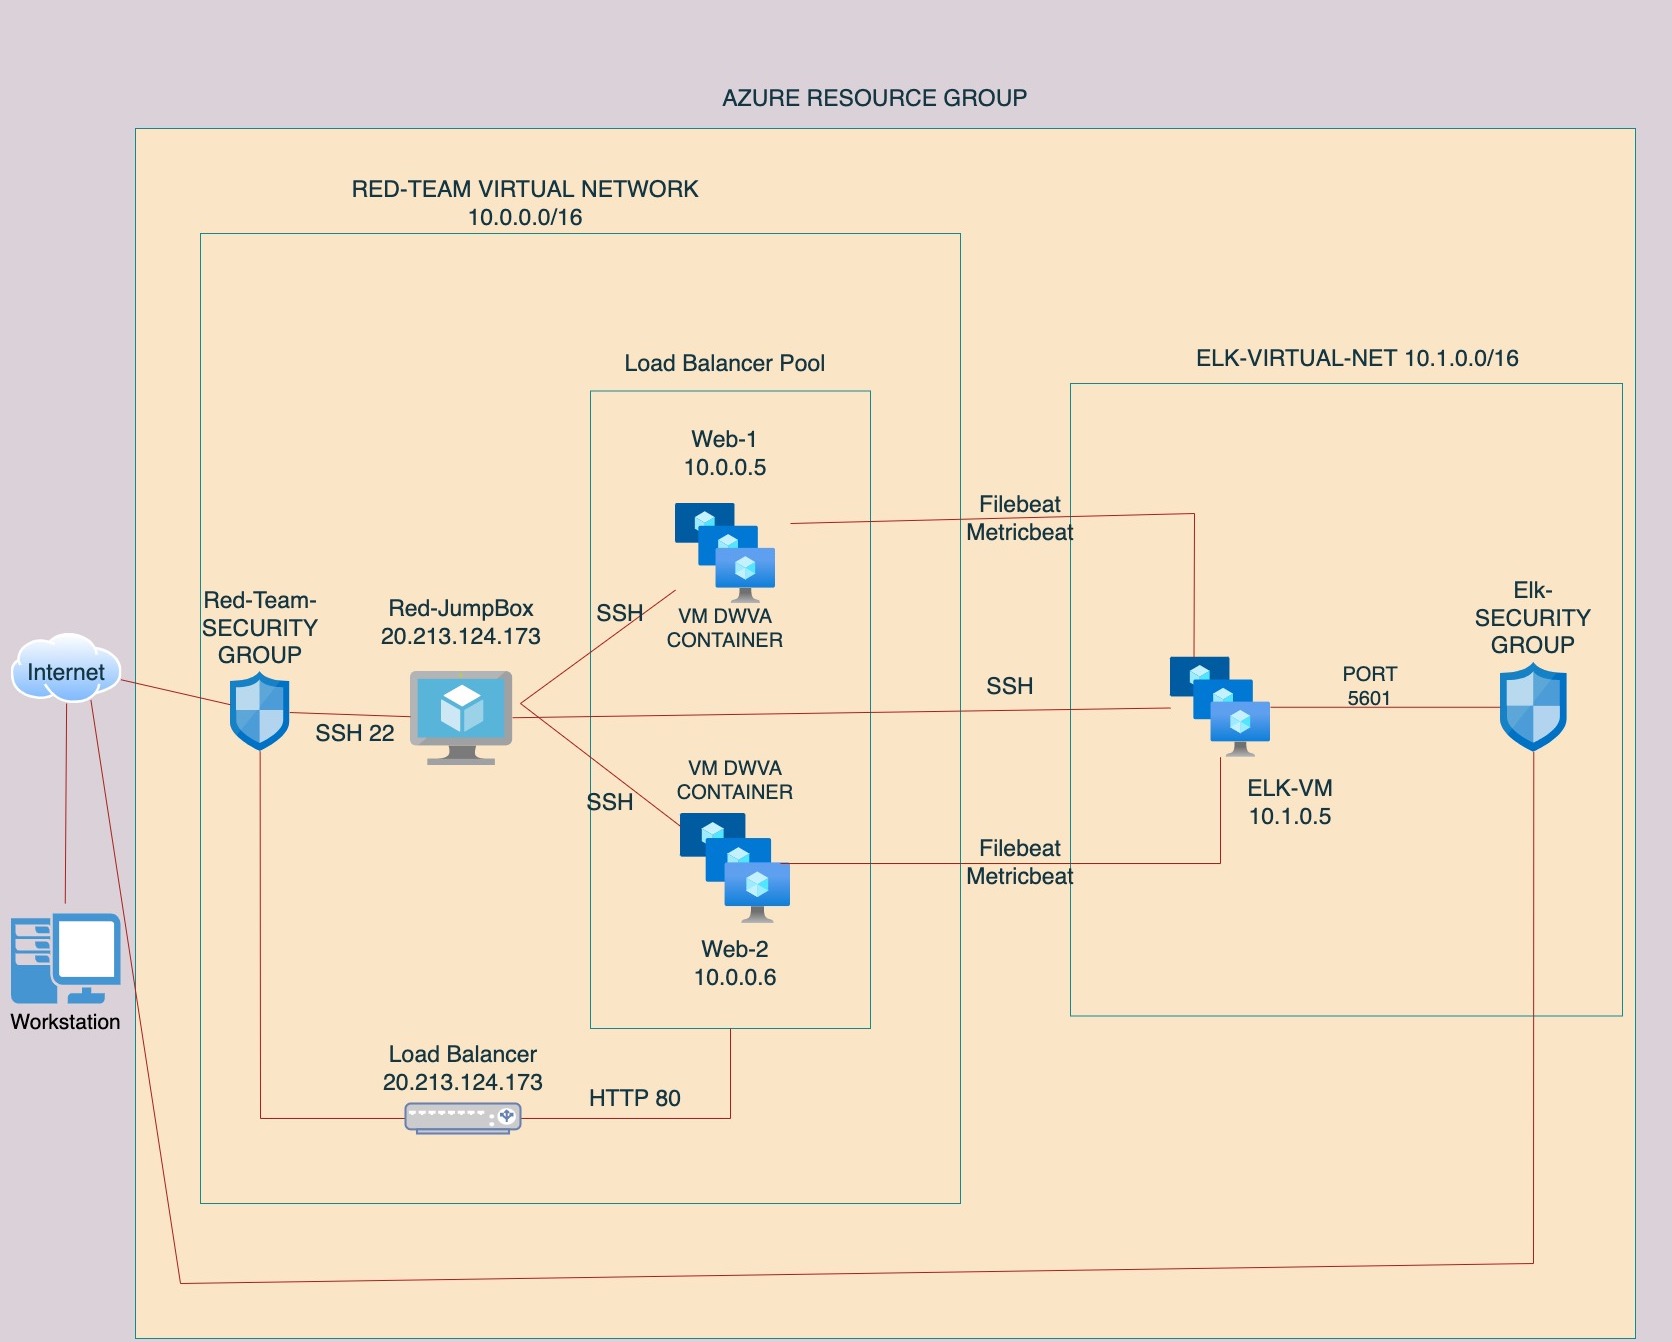 AZURE RESOURCE GROUP
RED-TEAM VIRTUAL NETWORK
10.0.0.0/16
Load Balancer Pool
ELK-VIRTUAL-NET 10.1.0.0/16
Web-1
10.0.0.5
Filebeat
Metricbeat
Red-Team-
SECURITY
GROUP
Red-JumpBox
20.213.124.173
SSH
VM DWVA
CONTAINER
Elk-
SECURITY
GROUP
Internet
SSH
PORT
5601
SSH 22
VM DWVA
CONTAINER
SSH
ELK-VM
10.1.0.5
Filebeat
Metricbeat
Web-2
10.0.0.6
Workstation
Load Balancer
20.213.124.173
HTTP 80